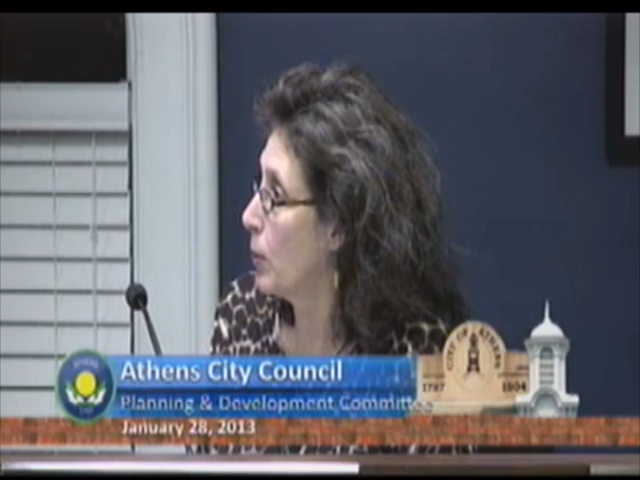 Athens City Council
Planning & Development Committee
January 28, 2013
CITY OF ATHENS
1797 1804